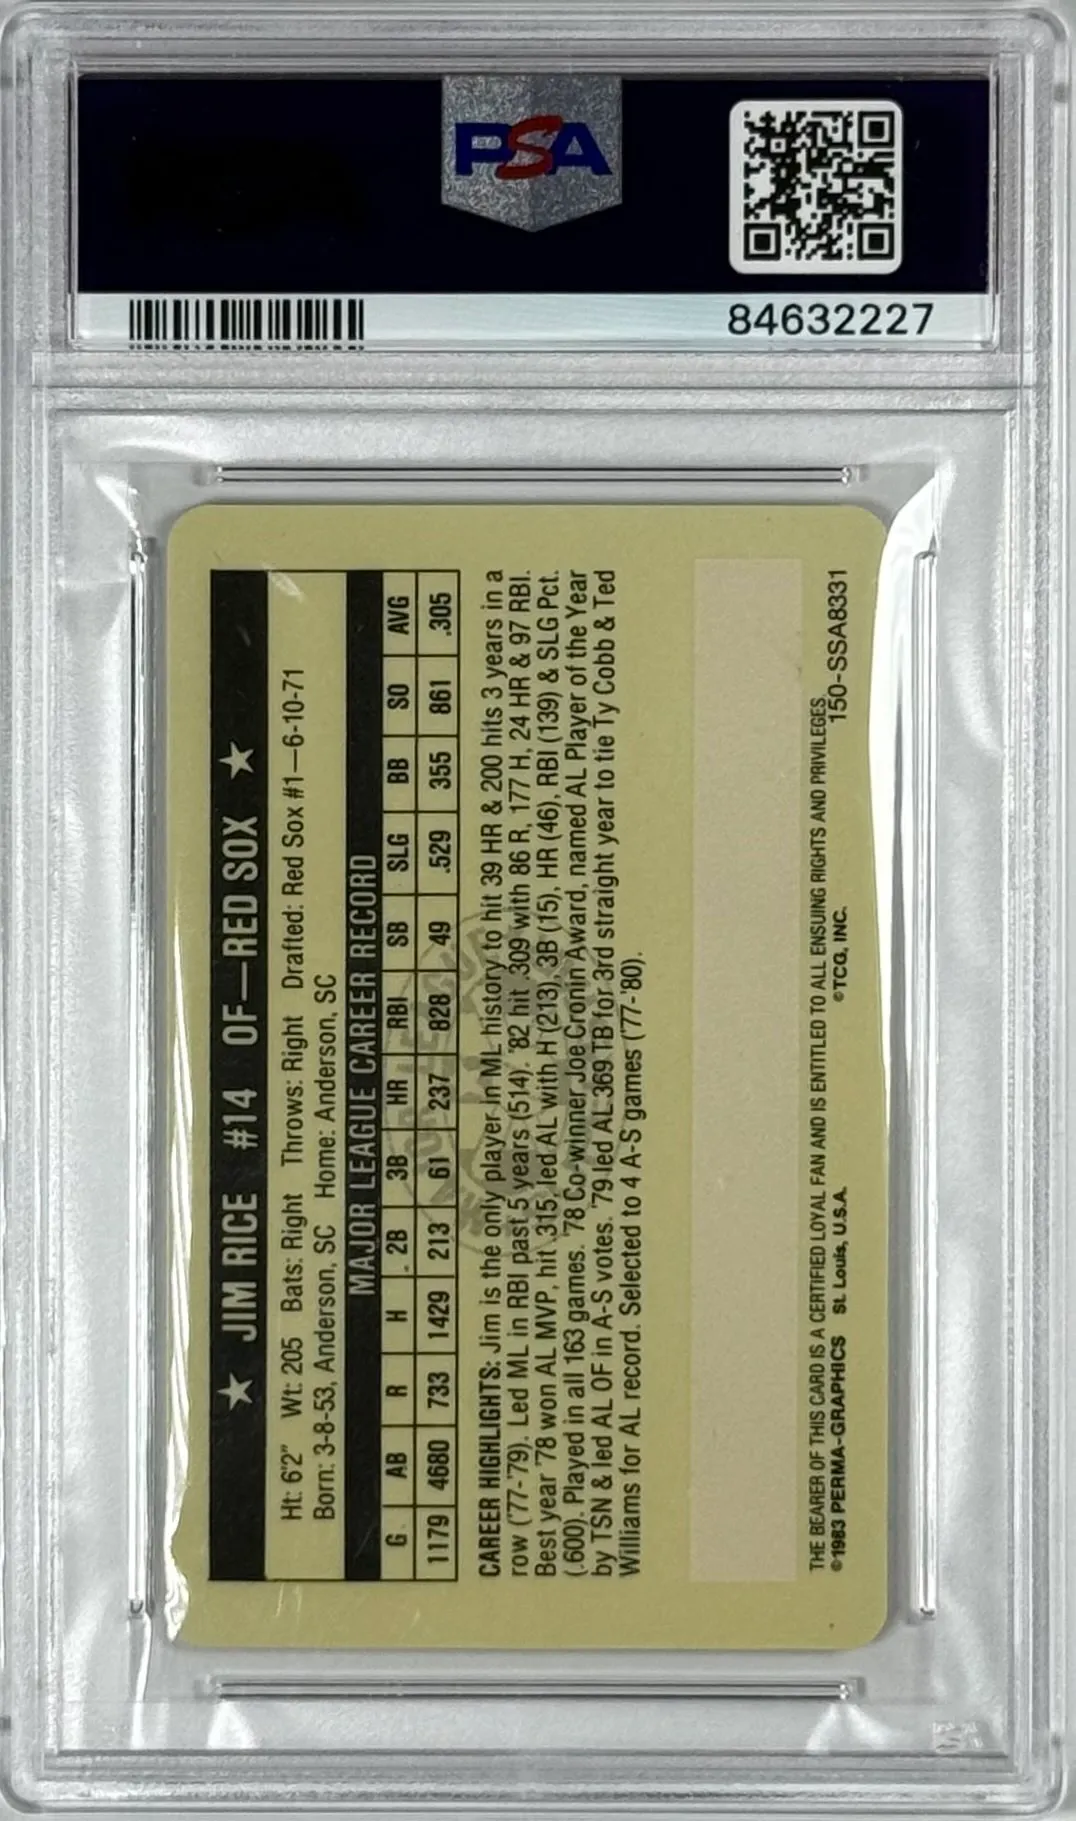 PSA
84632227
★ JIM RICE #14 OF—RED SOX ★
Ht: 6'2" Wt: 205 Bats: Right Throws: Right Drafted: Red Sox #1—6-10-71
Born: 3-8-53, Anderson, SC Home: Anderson, SC
MAJOR LEAGUE CAREER RECORD
G AB R H 2B 3B HR RBI SB SLG BB SO AVG
1179 4680 733 1429 213 61 237 828 49 .529 355 861 .305
CAREER HIGHLIGHTS: Jim is the only player in ML history to hit 39 HR & 200 hits 3 years in a
row ('77-'79). Led ML in RBI past 5 years (514). '82 hit .309 with 86 R, 177 H, 24 HR & 97 RBI.
Best year '78 won AL MVP, hit .315, led AL with H (213), 3B (15), HR (46), RBI (139) & SLG Pct.
(.600). Played in all 163 games. '78 Co-winner Joe Cronin Award, named AL Player of the Year
by TSN & led AL OF in A-S votes. '79 led AL 369 TB for 3rd straight year to tie Ty Cobb & Ted
Williams for AL record. Selected to 4 A-S games ('77-'80).
THE BEARER OF THIS CARD IS A CERTIFIED LOYAL FAN AND IS ENTITLED TO ALL ENSUING RIGHTS AND PRIVILEGES.
©1983 PERMA-GRAPHICS St. Louis, U.S.A. ©TCG, INC. 150-SSA8331